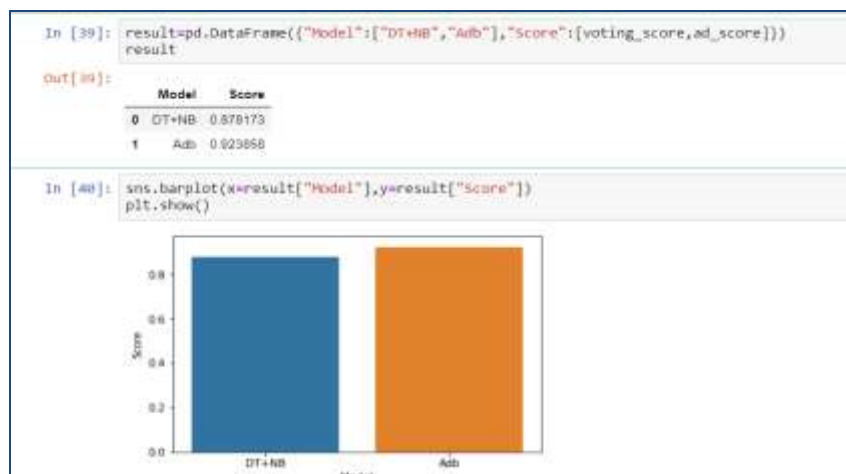 In [39]: result=pd.DataFrame({"Model":["DT+NB","Adb"],"Score":[voting_score,ad_score]})
result
Out[39]:
Model Score
0 DT+NB 0.878173
1 Adb 0.923858
In [40]: sns.barplot(x=result["Model"],y=result["Score"])
plt.show()
0.8
0.6
Score
0.4
0.2
0.0
DT+NB Adb